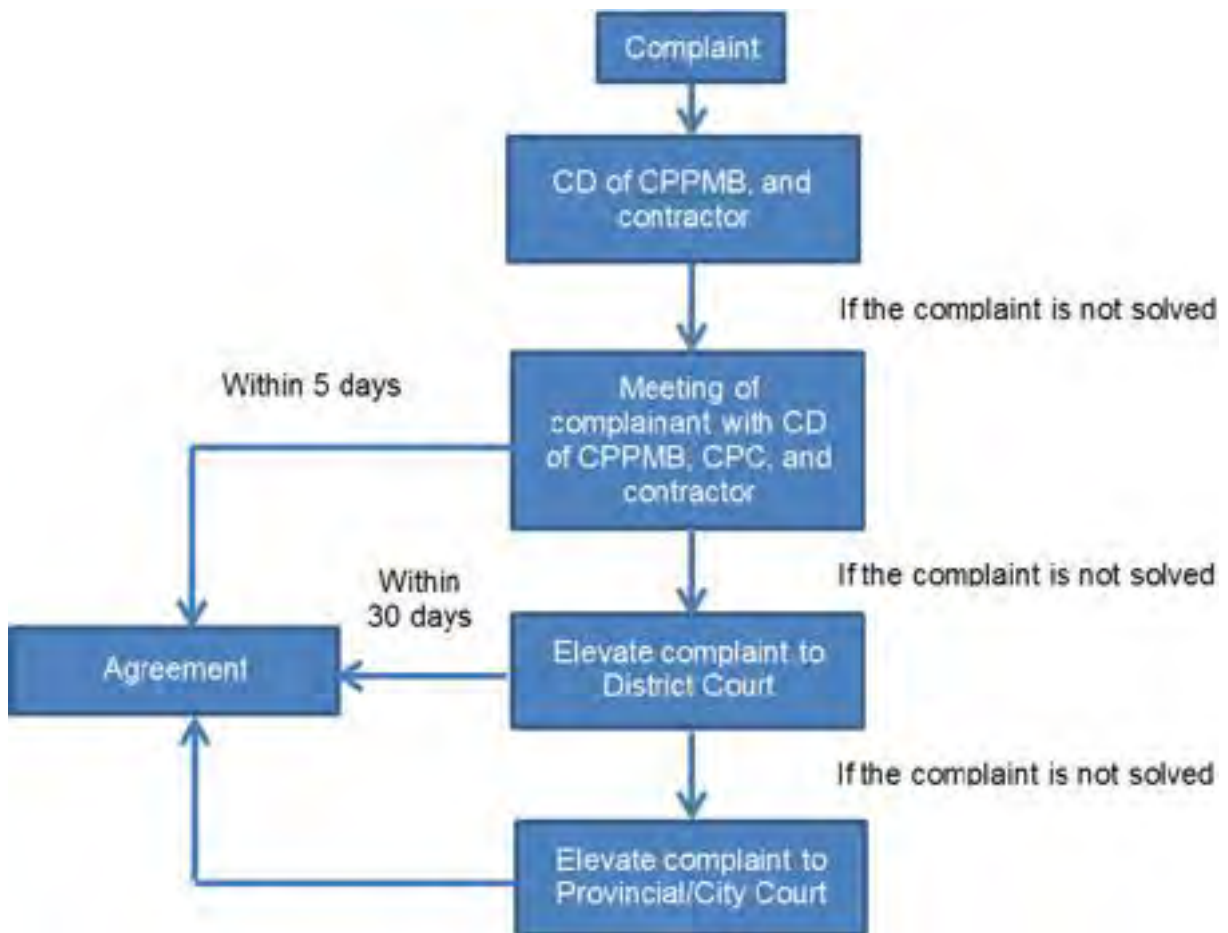 Complaint
CD of CPPMB, and
contractor
If the complaint is not solved
Within 5 days
Meeting of
complainant with CD
of CPPMB, CPC, and
contractor
If the complaint is not solved
Within
30 days
Agreement
Elevate complaint to
District Court
If the complaint is not solved
Elevate complaint to
Provincial/City Court